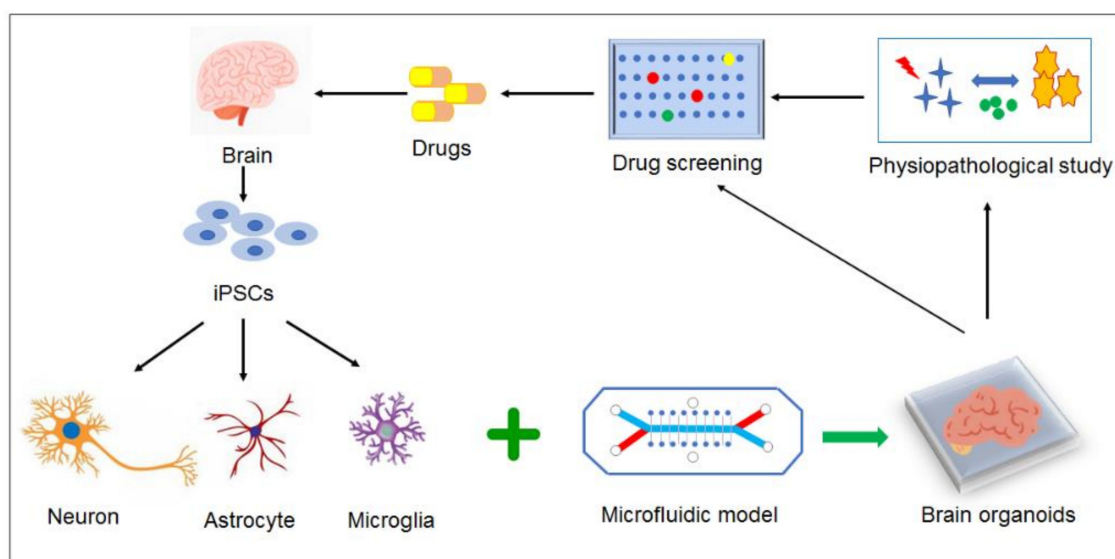 Brain
Drugs
Drug screening
Physiopathological study
iPSCs
Neuron
Astrocyte
Microglia
Microfluidic model
Brain organoids